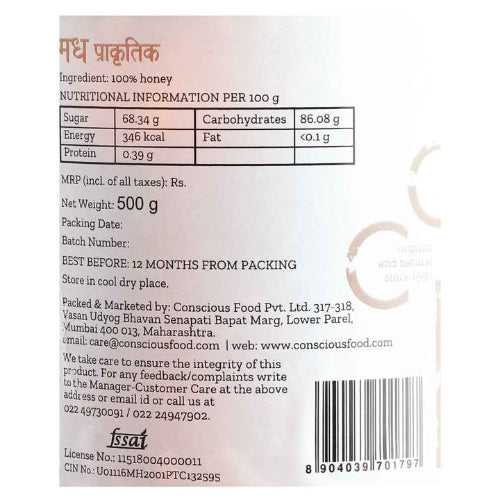 मध प्राकृतिक
Ingredient: 100% honey
NUTRITIONAL INFORMATION PER 100 g
Sugar 68.34 g Carbohydrates 86.08 g
Energy 346 kcal Fat <0.1 g
Protein 0.39 g
MRP (incl. of all taxes): Rs.
Net Weight: 500 g
Packing Date:
Batch Number:
BEST BEFORE: 12 MONTHS FROM PACKING
Store in cool dry place.
organic
and natural
since 1990
Packed & Marketed by: Conscious Food Pvt. Ltd. 317-318,
Vasan Udyog Bhavan Senapati Bapat Marg, Lower Parel,
Mumbai 400 013, Maharashtra.
email: care@consciousfood.com | web: www.consciousfood.com
We take care to ensure the integrity of this
product. For any feedback/complaints write
to the Manager-Customer Care at the above
address or email id or call us at
022 49730091 / 022 24947902.
fssai
License No.: 11518004000011
CIN No.: U01116MH2001PTC132595
8 904039 701797